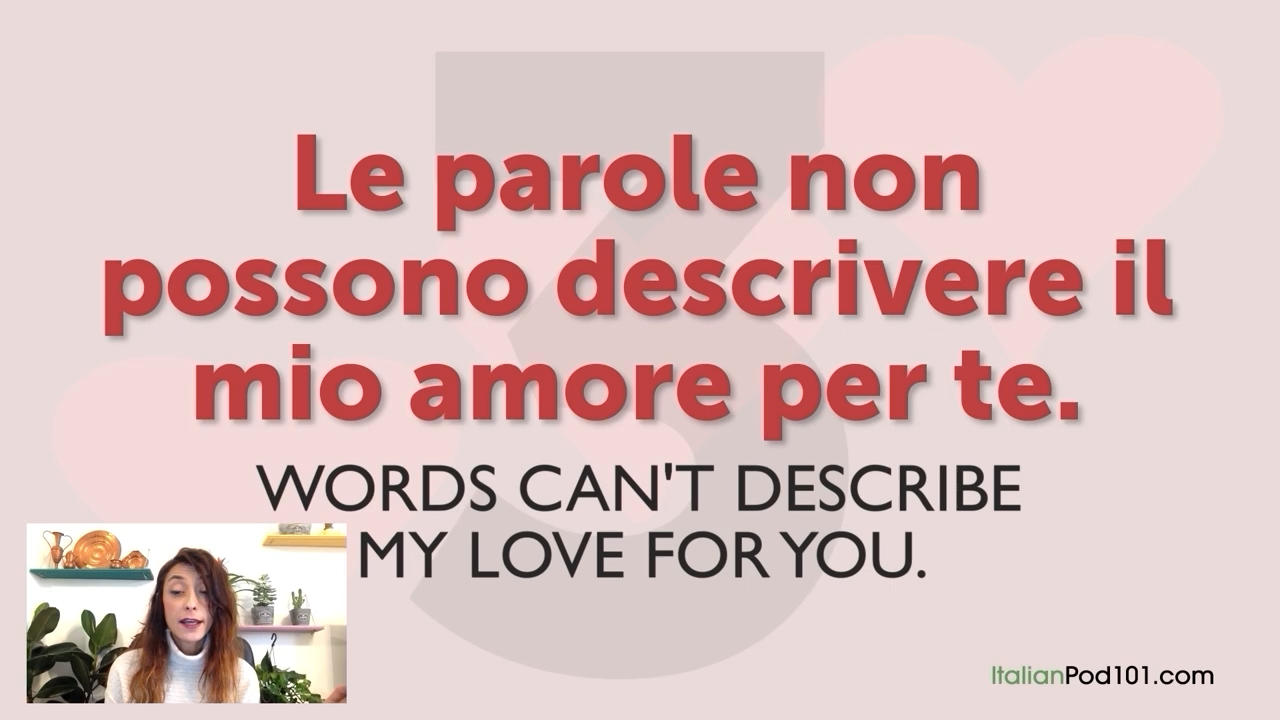 Le parole non
possono descrivere il
mio amore per te.
WORDS CAN'T DESCRIBE
MY LOVE FOR YOU.
ItalianPod101.com
5